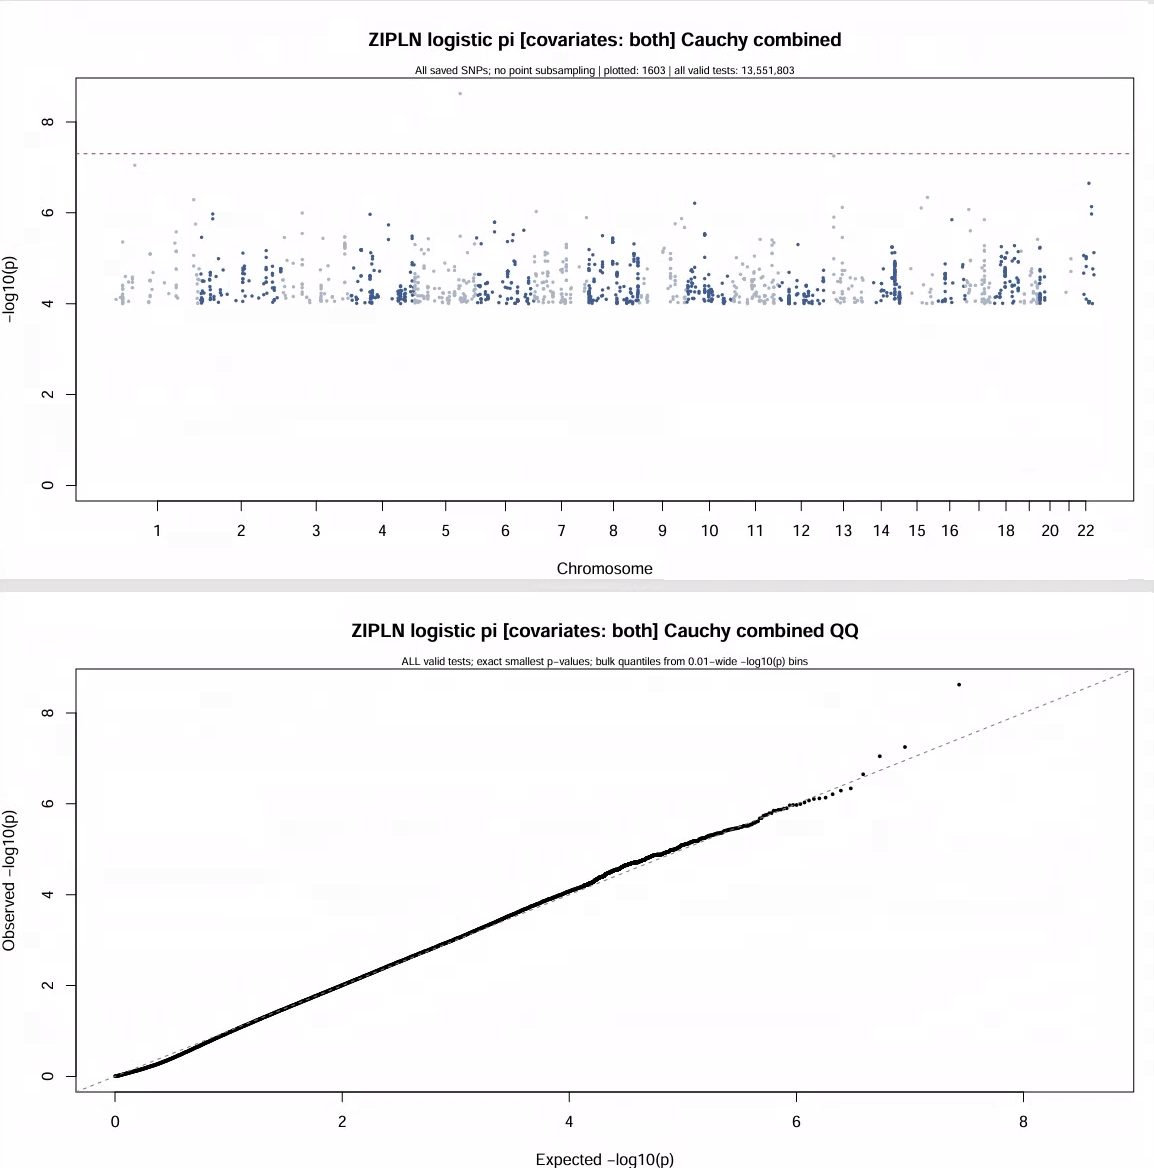 ZIPLN logistic pi [covariates: both] Cauchy combined
All saved SNPs; no point subsampling | plotted: 1603 | all valid tests: 13,551,803
−log10(p)
8
6
4
2
0
1 2 3 4 5 6 7 8 9 10 11 12 13 14 15 16 18 20 22
Chromosome
ZIPLN logistic pi [covariates: both] Cauchy combined QQ
ALL valid tests; exact smallest p−values; bulk quantiles from 0.01−wide −log10(p) bins
Observed −log10(p)
8
6
4
2
0
0 2 4 6 8
Expected −log10(p)